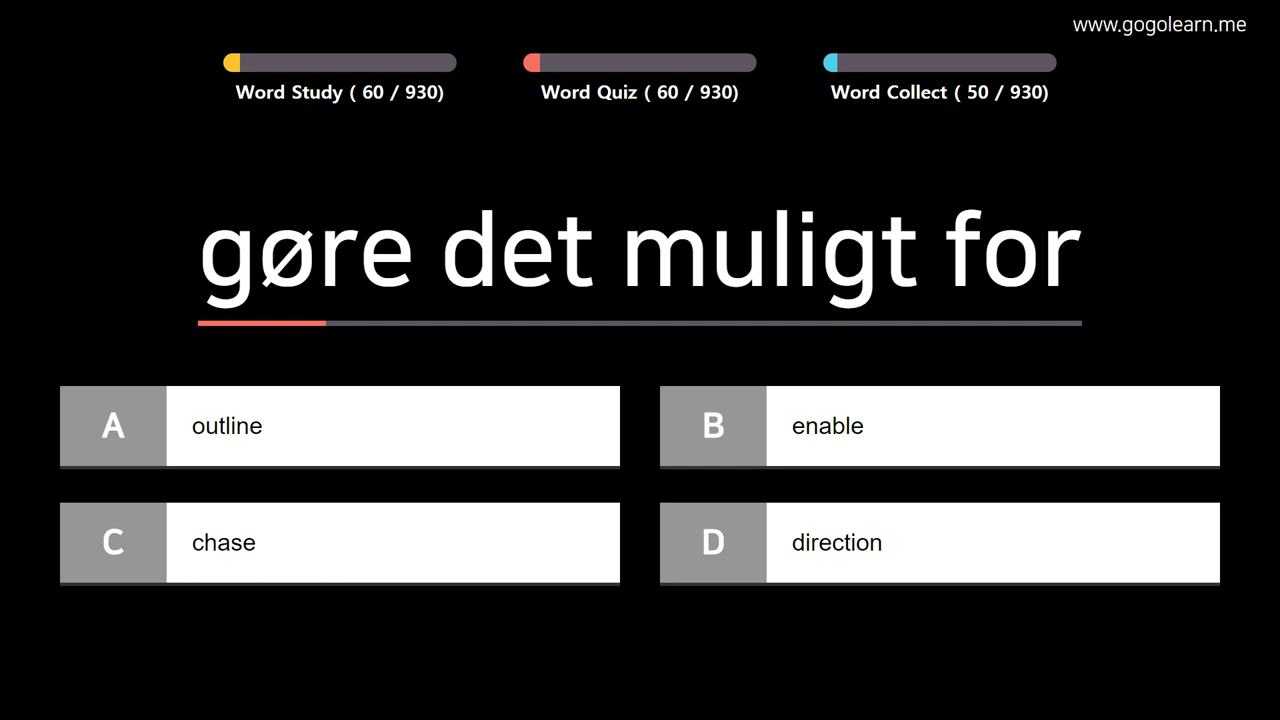 www.gogolearn.me
Word Study ( 60 / 930)
Word Quiz ( 60 / 930)
Word Collect ( 50 / 930)
gøre det muligt for
A outline
B enable
C chase
D direction